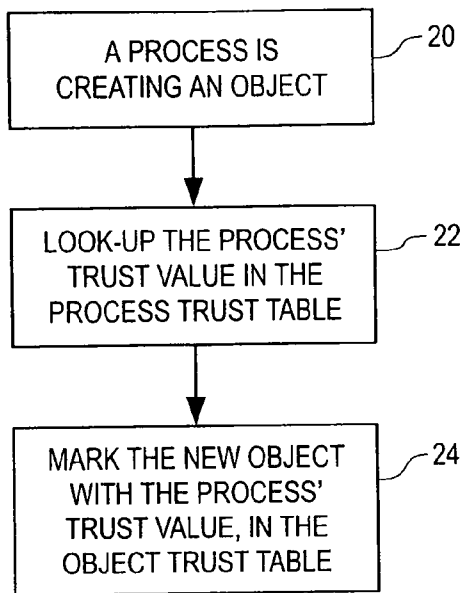 A PROCESS IS
CREATING AN OBJECT
20
LOOK-UP THE PROCESS'
TRUST VALUE IN THE
PROCESS TRUST TABLE
22
MARK THE NEW OBJECT
WITH THE PROCESS'
TRUST VALUE, IN THE
OBJECT TRUST TABLE
24